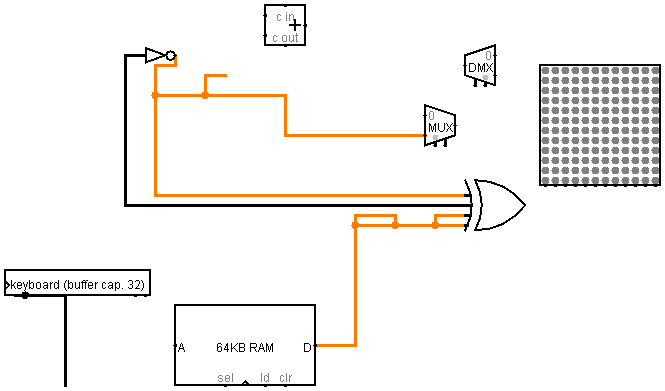 c in
+
c out
0
DMX
0
MUX
keyboard (buffer cap. 32)
A
64KB RAM
D
sel
ld
clr